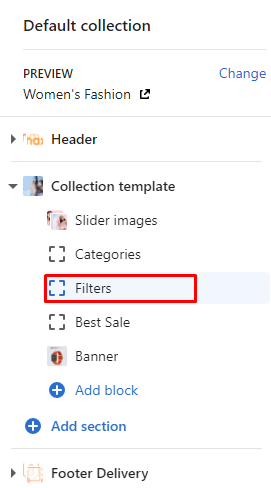 Default collection
PREVIEW Change
Women's Fashion
Header
Collection template
Slider images
Categories
Filters
Best Sale
Banner
Add block
Add section
Footer Delivery